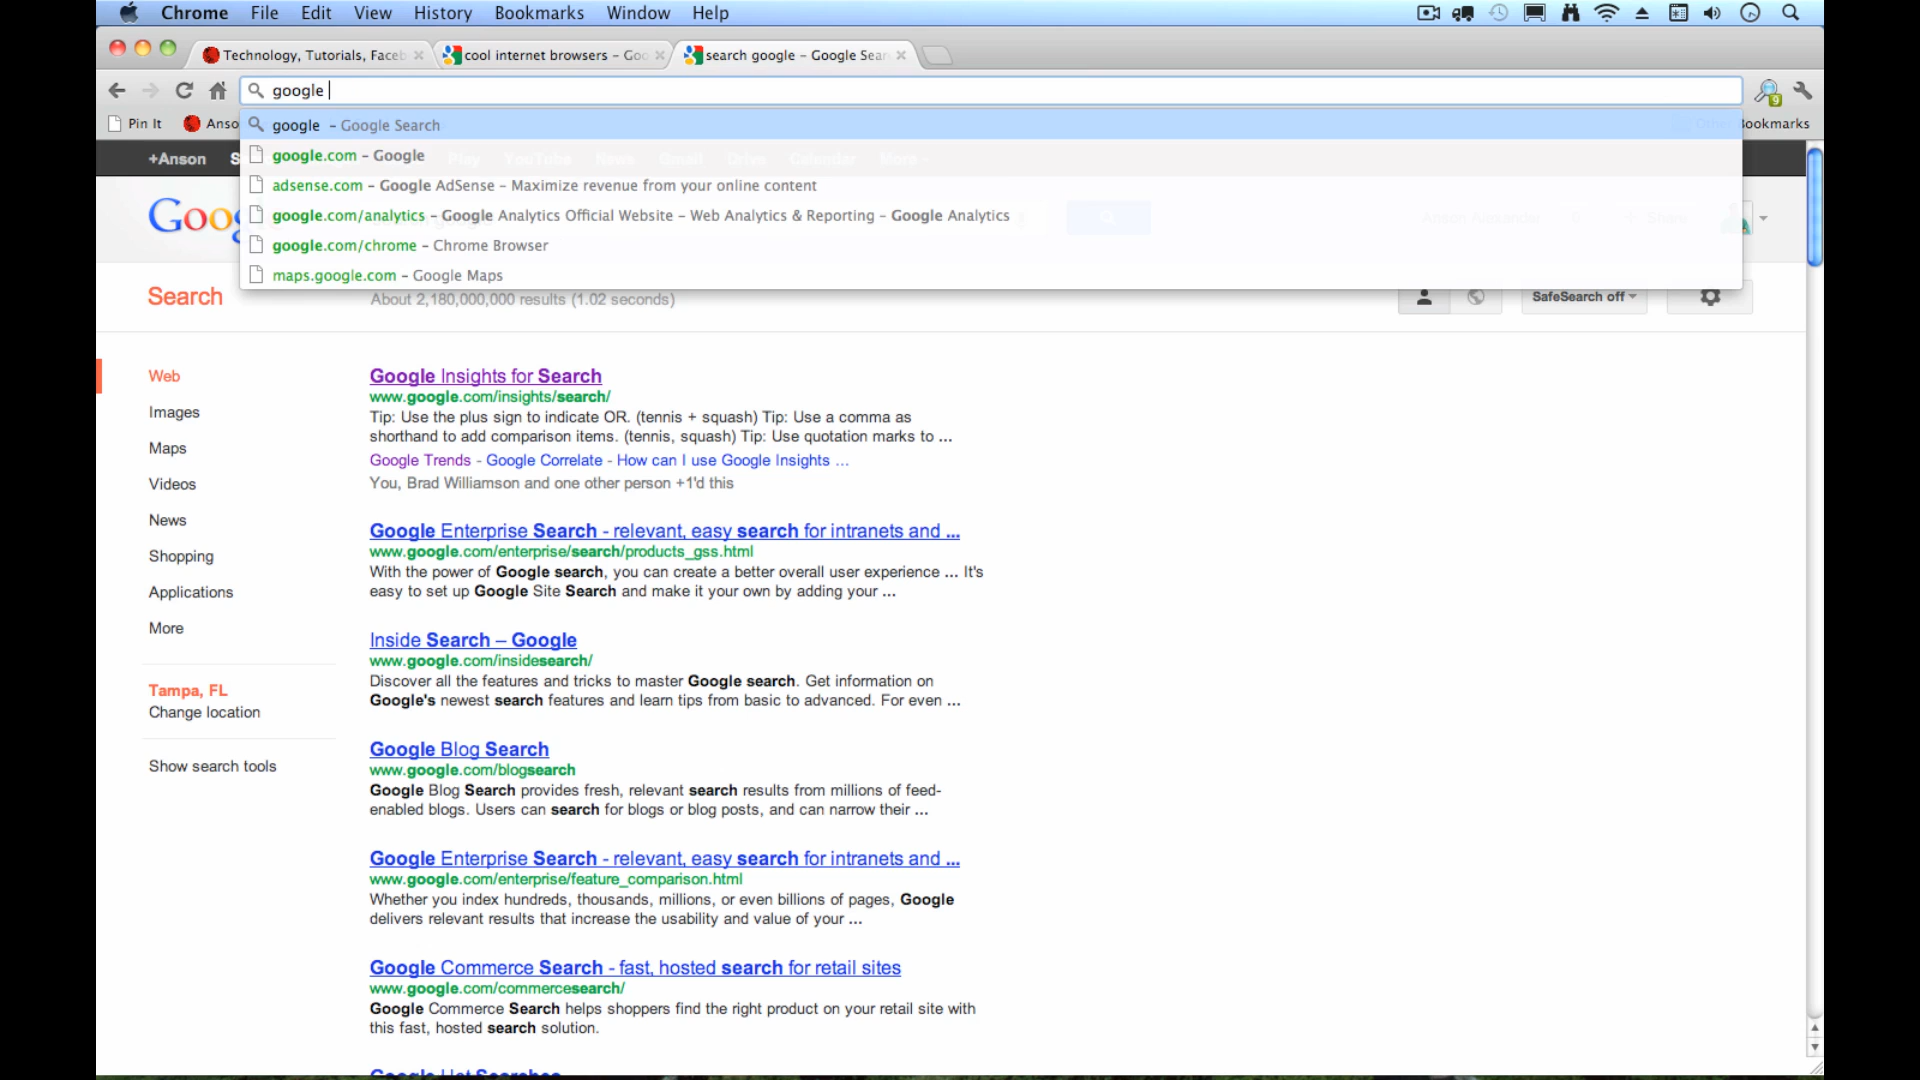 Chrome File Edit View History Bookmarks Window Help
Technology, Tutorials, Faceb cool internet browsers – Goo search google – Google Sear
google
Pin It Anso Other Bookmarks
google – Google Search
google.com – Google
adsense.com – Google AdSense – Maximize revenue from your online content
google.com/analytics – Google Analytics Official Website – Web Analytics & Reporting – Google Analytics
google.com/chrome – Chrome Browser
maps.google.com – Google Maps
+Anson S Play YouTube News Gmail Drive Calendar More
Goog
Search
About 2,180,000,000 results (1.02 seconds)
SafeSearch off
Web
Images
Maps
Videos
News
Shopping
Applications
More
Tampa, FL
Change location
Show search tools
Google Insights for Search
www.google.com/insights/search/
Tip: Use the plus sign to indicate OR. (tennis + squash) Tip: Use a comma as
shorthand to add comparison items. (tennis, squash) Tip: Use quotation marks to ...
Google Trends - Google Correlate - How can I use Google Insights ...
You, Brad Williamson and one other person +1'd this
Google Enterprise Search - relevant, easy search for intranets and ...
www.google.com/enterprise/search/products_gss.html
With the power of Google search, you can create a better overall user experience ... It's
easy to set up Google Site Search and make it your own by adding your ...
Inside Search – Google
www.google.com/insidesearch/
Discover all the features and tricks to master Google search. Get information on
Google's newest search features and learn tips from basic to advanced. For even ...
Google Blog Search
www.google.com/blogsearch
Google Blog Search provides fresh, relevant search results from millions of feed-
enabled blogs. Users can search for blogs or blog posts, and can narrow their ...
Google Enterprise Search - relevant, easy search for intranets and ...
www.google.com/enterprise/feature_comparison.html
Whether you index hundreds, thousands, millions, or even billions of pages, Google
delivers relevant results that increase the usability and value of your ...
Google Commerce Search - fast, hosted search for retail sites
www.google.com/commercesearch/
Google Commerce Search helps shoppers find the right product on your retail site with
this fast, hosted search solution.
Google Hot Searches